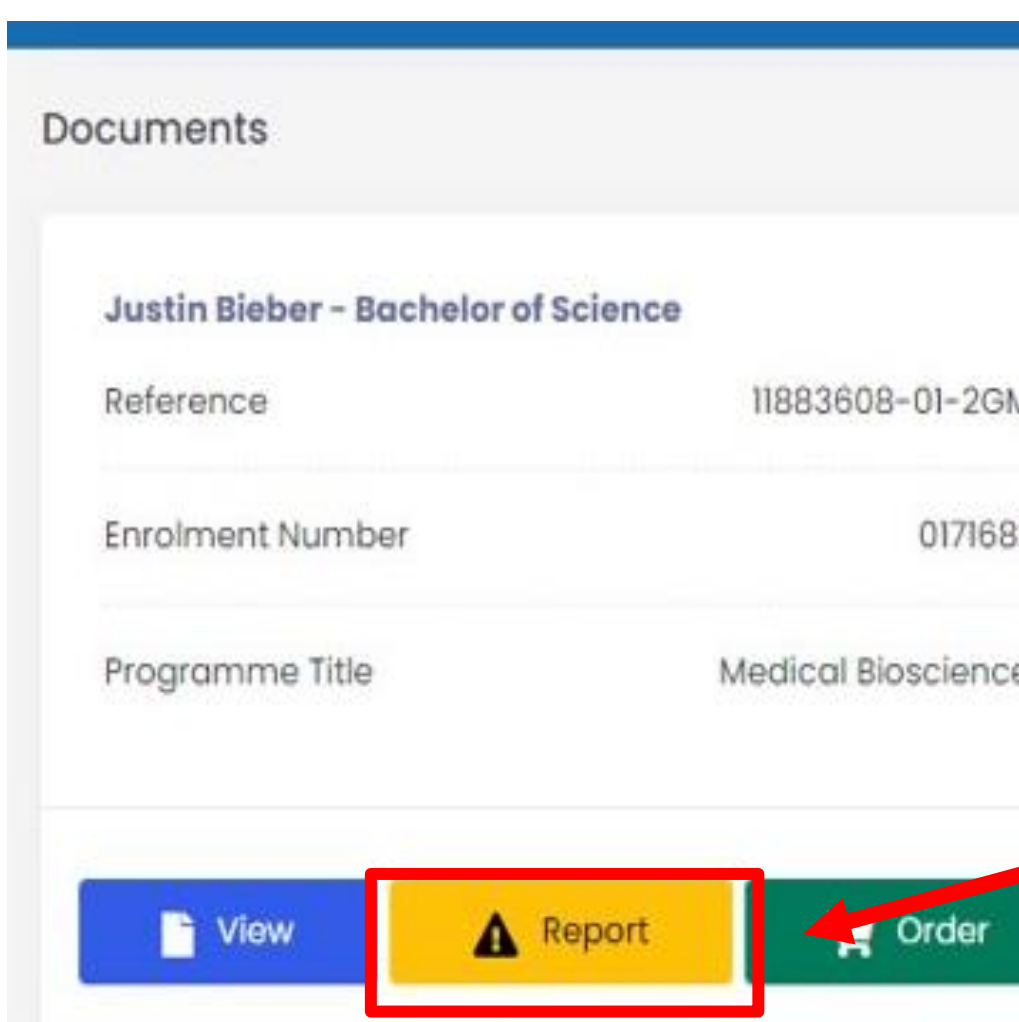 Documents
Justin Bieber - Bachelor of Science
Reference 11883608-01-2GM
Enrolment Number 017168
Programme Title Medical Bioscience
View Report Order